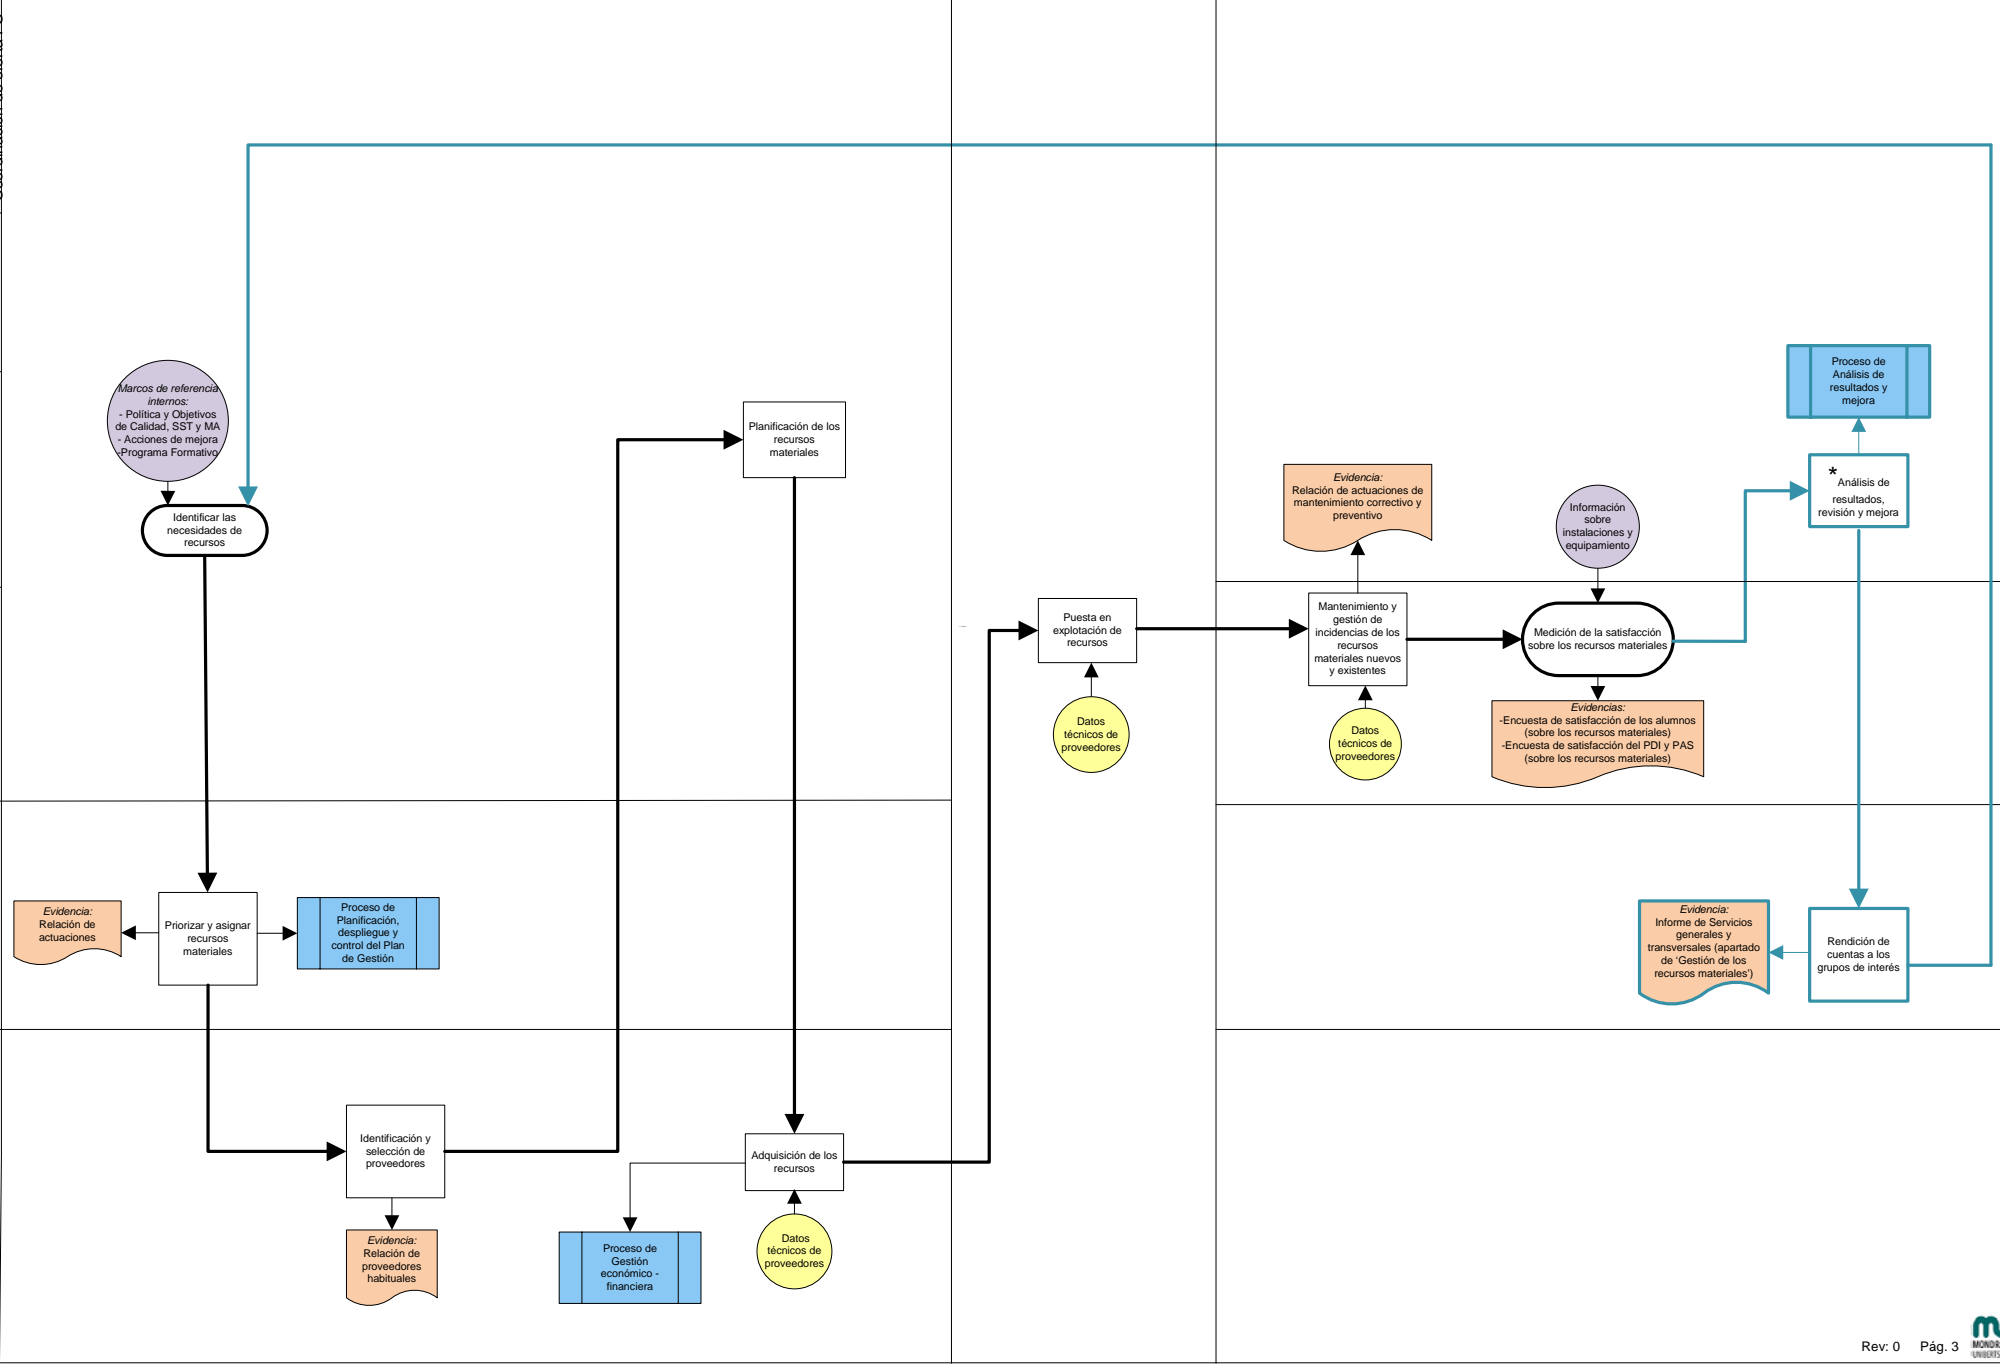 Marcos de referencia
internos:
- Política y Objetivos
de Calidad, SST y MA
- Acciones de mejora
-Programa Formativo
Identificar las
necesidades de
recursos
Planificación de los
recursos
materiales
Proceso de
Análisis de
resultados y
mejora
* Análisis de
resultados,
revisión y mejora
Evidencia:
Relación de actuaciones de
mantenimiento correctivo y
preventivo
Información
sobre
instalaciones y
equipamiento
Puesta en
explotación de
recursos
Mantenimiento y
gestión de
incidencias de los
recursos
materiales nuevos
y existentes
Medición de la satisfacción
sobre los recursos materiales
Datos
técnicos de
proveedores
Datos
técnicos de
proveedores
Evidencias:
-Encuesta de satisfacción de los alumnos
(sobre los recursos materiales)
-Encuesta de satisfacción del PDI y PAS
(sobre los recursos materiales)
Evidencia:
Relación de
actuaciones
Priorizar y asignar
recursos
materiales
Proceso de
Planificación,
despliegue y
control del Plan
de Gestión
Evidencia:
Informe de Servicios
generales y
transversales (apartado
de ‘Gestión de los
recursos materiales’)
Rendición de
cuentas a los
grupos de interés
Identificación y
selección de
proveedores
Adquisición de los
recursos
Evidencia:
Relación de
proveedores
habituales
Proceso de
Gestión
económico -
financiera
Datos
técnicos de
proveedores
Rev: 0 Pág. 3